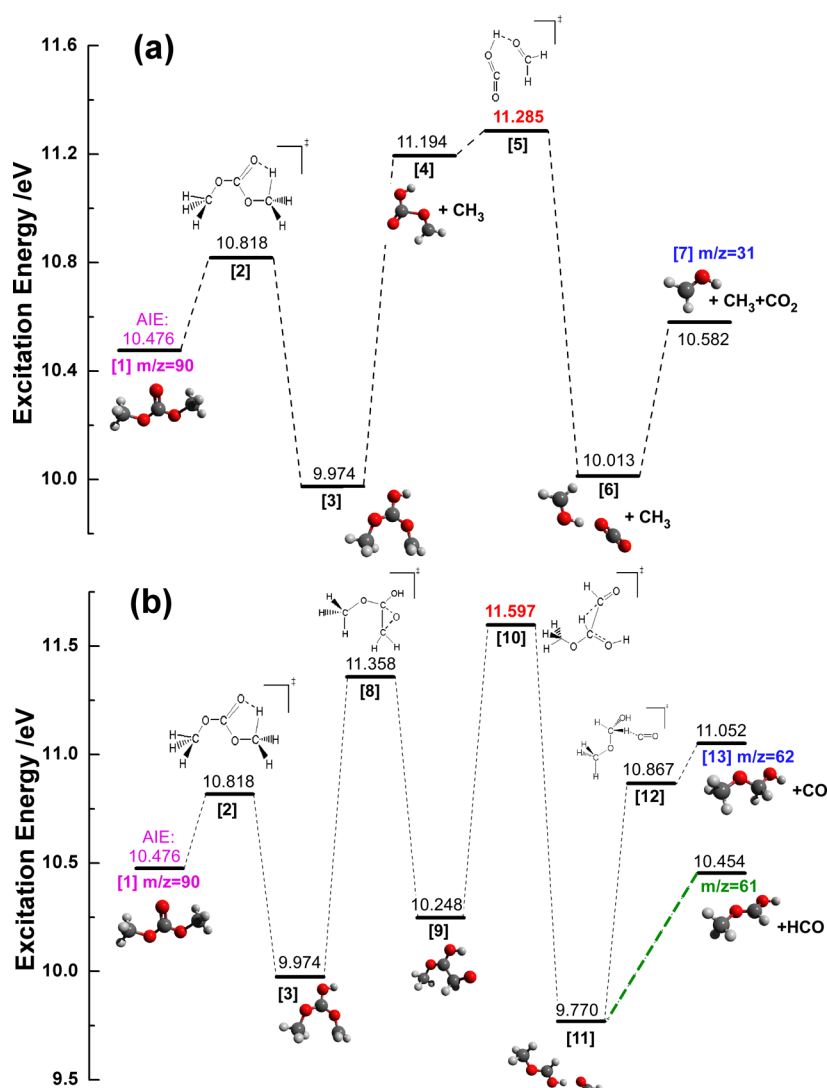 (a)
Excitation Energy /eV
11.6
11.2
10.8
10.4
10.0
‡
H
O
O
C
H
H
C
O
11.285
[5]
11.194
[4]
+ CH₃
‡
O
H
H
H
C
O
C
O
C
H
H
H
10.818
[2]
[7] m/z=31
+ CH₃+CO₂
10.582
AIE:
10.476
[1] m/z=90
9.974
[3]
10.013
[6]
+ CH₃
(b)
Excitation Energy /eV
11.5
11.0
10.5
10.0
9.5
‡
H
O
OH
H
C
C
O
H
C
H
H
11.358
[8]
11.597
[10]
‡
H
C
O
H
H
H
C
C
O
H
H
O
‡
O
H
H
H
C
O
C
O
C
H
H
H
10.818
[2]
‡
H
OH
C
H
C
O
H
O
C
H
H
10.867
[12]
11.052
[13] m/z=62
+CO
AIE:
10.476
[1] m/z=90
10.454
m/z=61
+HCO
10.248
[9]
9.974
[3]
9.770
[11]